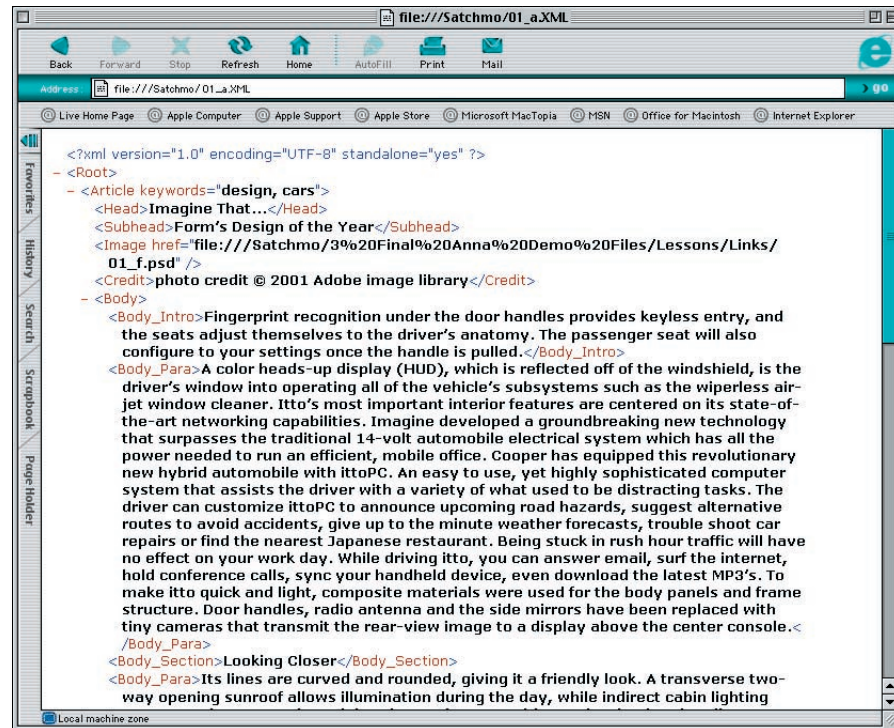 file:///Satchmo/01_a.XML
Back Forward Stop Refresh Home AutoFill Print Mail
Address: file:///Satchmo/01_a.XML go
Live Home Page Apple Computer Apple Support Apple Store Microsoft MacTopia MSN Office for Macintosh Internet Explorer
Favorites
History
Search
Scrapbook
Page Holder
<?xml version="1.0" encoding="UTF-8" standalone="yes" ?>
– <Root>
– <Article keywords="design, cars">
<Head>Imagine That...</Head>
<Subhead>Form's Design of the Year</Subhead>
<Image href="file:///Satchmo/3%20Final%20Anna%20Demo%20Files/Lessons/Links/
01_f.psd" />
<Credit>photo credit © 2001 Adobe image library</Credit>
– <Body>
<Body_Intro>Fingerprint recognition under the door handles provides keyless entry, and
the seats adjust themselves to the driver's anatomy. The passenger seat will also
configure to your settings once the handle is pulled.</Body_Intro>
<Body_Para>A color heads-up display (HUD), which is reflected off of the windshield, is the
driver's window into operating all of the vehicle's subsystems such as the wiperless air-
jet window cleaner. Itto's most important interior features are centered on its state-of-
the-art networking capabilities. Imagine developed a groundbreaking new technology
that surpasses the traditional 14-volt automobile electrical system which has all the
power needed to run an efficient, mobile office. Cooper has equipped this revolutionary
new hybrid automobile with ittoPC. An easy to use, yet highly sophisticated computer
system that assists the driver with a variety of what used to be distracting tasks. The
driver can customize ittoPC to announce upcoming road hazards, suggest alternative
routes to avoid accidents, give up to the minute weather forecasts, trouble shoot car
repairs or find the nearest Japanese restaurant. Being stuck in rush hour traffic will have
no effect on your work day. While driving itto, you can answer email, surf the internet,
hold conference calls, sync your handheld device, even download the latest MP3's. To
make itto quick and light, composite materials were used for the body panels and frame
structure. Door handles, radio antenna and the side mirrors have been replaced with
tiny cameras that transmit the rear-view image to a display above the center console.<
/Body_Para>
<Body_Section>Looking Closer</Body_Section>
<Body_Para>Its lines are curved and rounded, giving it a friendly look. A transverse two-
way opening sunroof allows illumination during the day, while indirect cabin lighting
Local machine zone